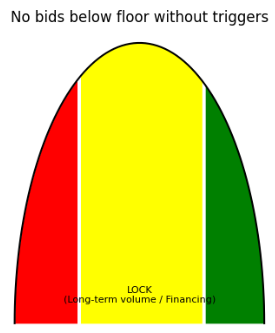 No bids below floor without triggers
LOCK
(Long-term volume / Financing)